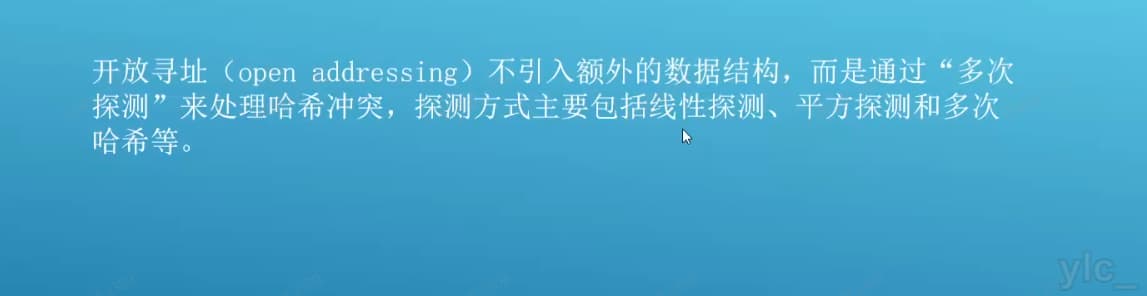 开放寻址（open addressing）不引入额外的数据结构，而是通过“多次
探测”来处理哈希冲突，探测方式主要包括线性探测、平方探测和多次
哈希等。
ylc_